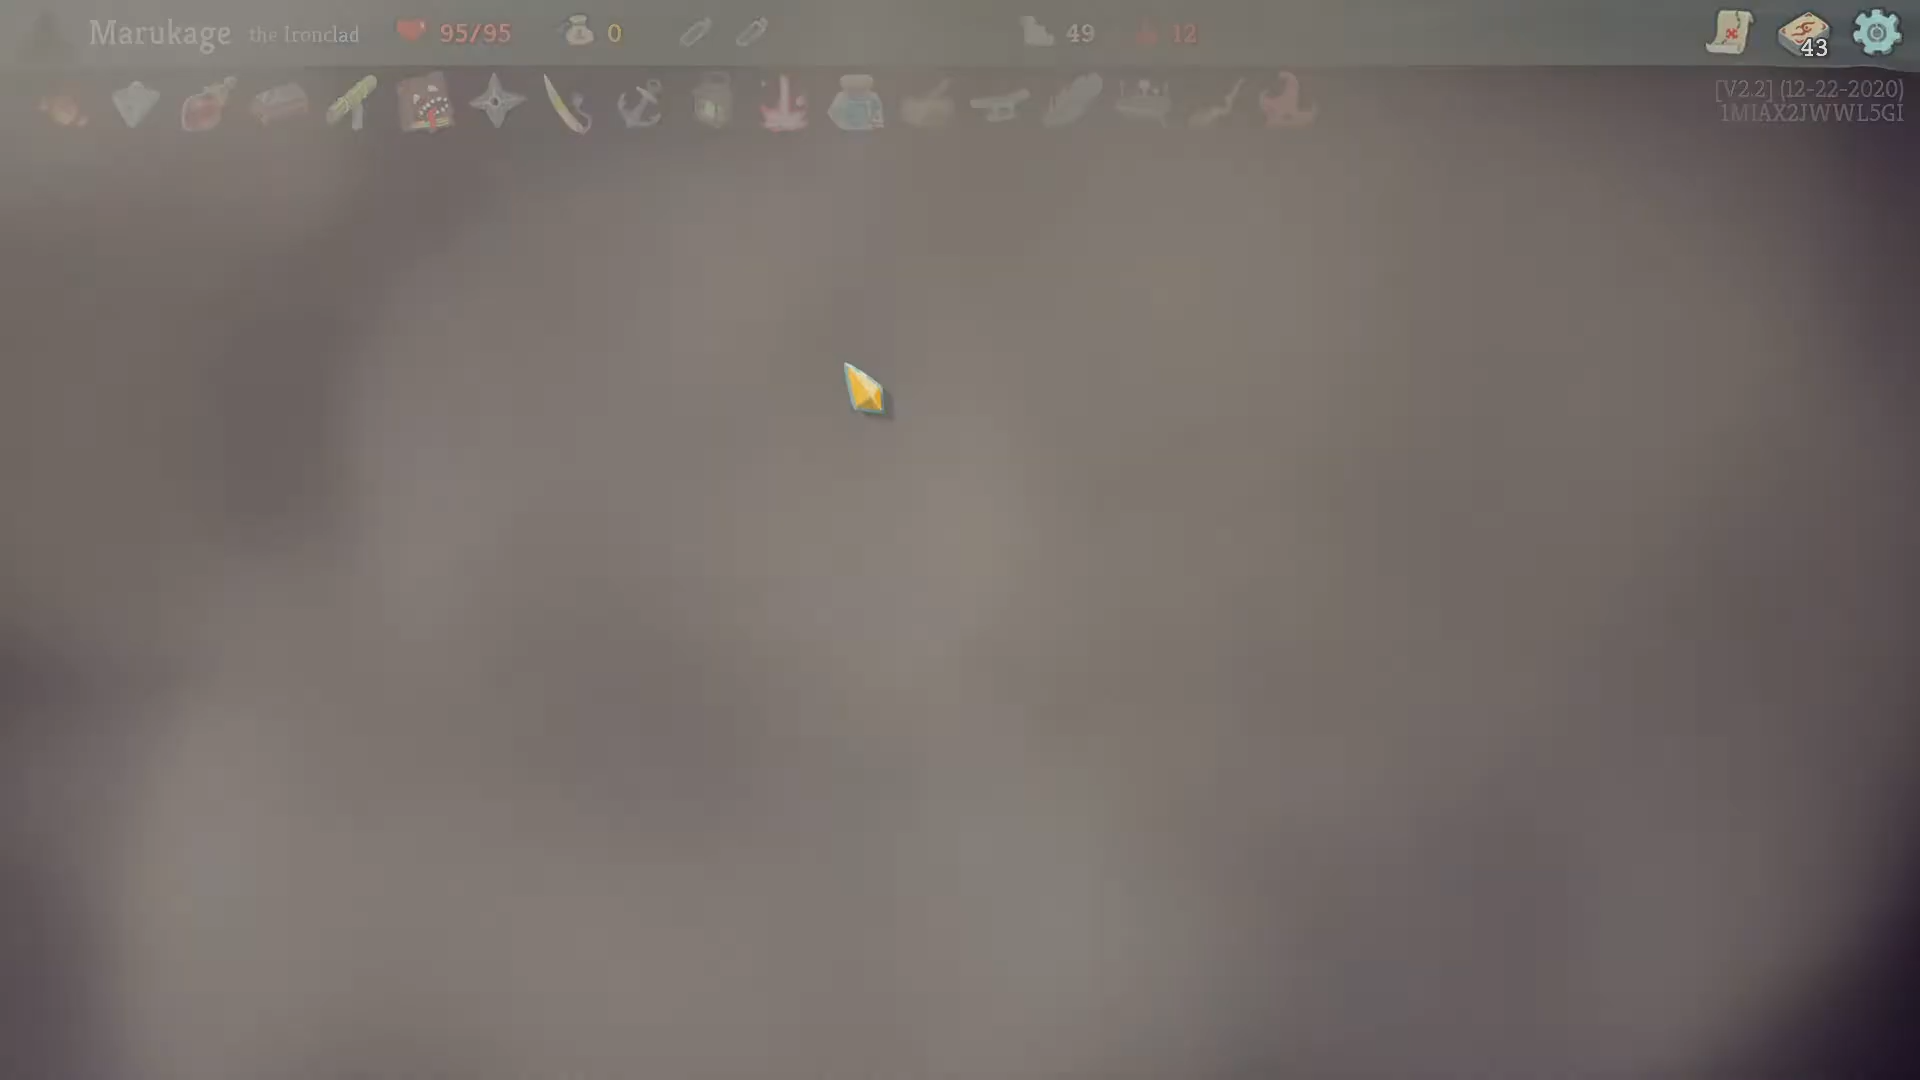 Marukage the Ironclad 95/95 0 49 12 43
[V2.2] (12-22-2020)
1MIAX2JWWL5GI